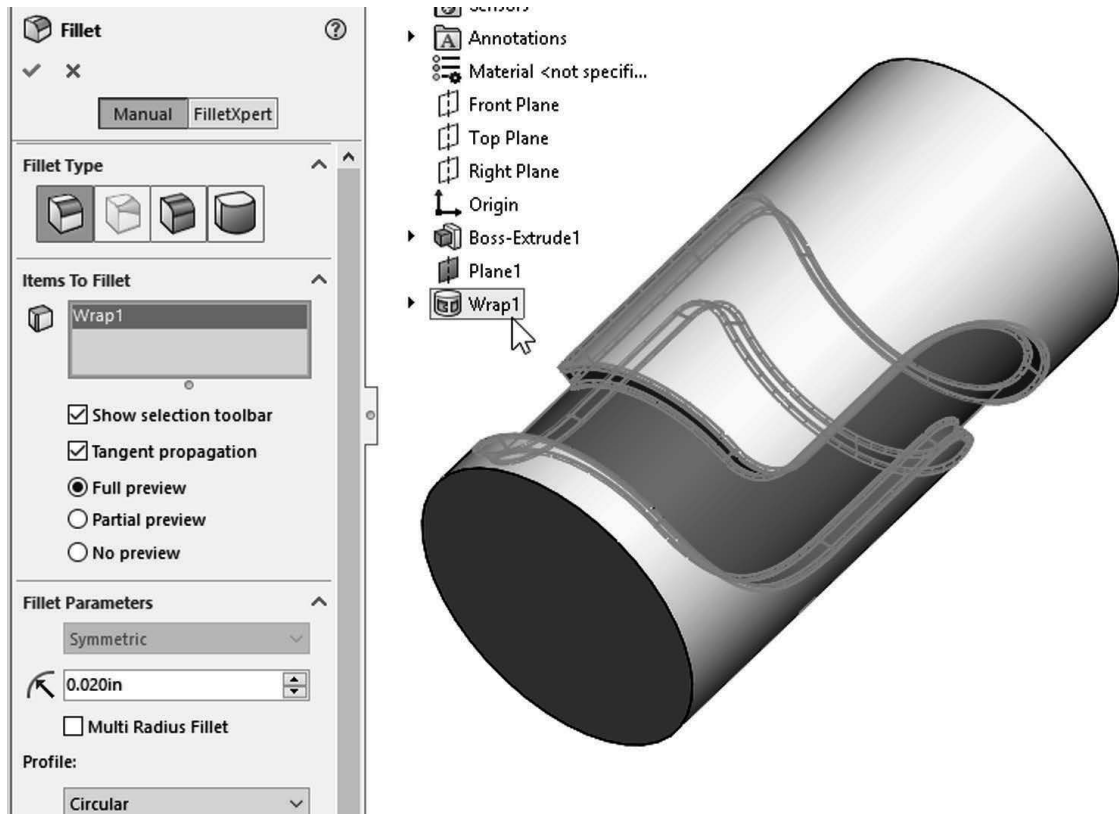 Fillet
Manual
FilletXpert
Fillet Type
Items To Fillet
Wrap1
Show selection toolbar
Tangent propagation
Full preview
Partial preview
No preview
Fillet Parameters
Symmetric
0.020in
Multi Radius Fillet
Profile:
Circular
Sensors
Annotations
Material <not specifi...
Front Plane
Top Plane
Right Plane
Origin
Boss-Extrude1
Plane1
Wrap1